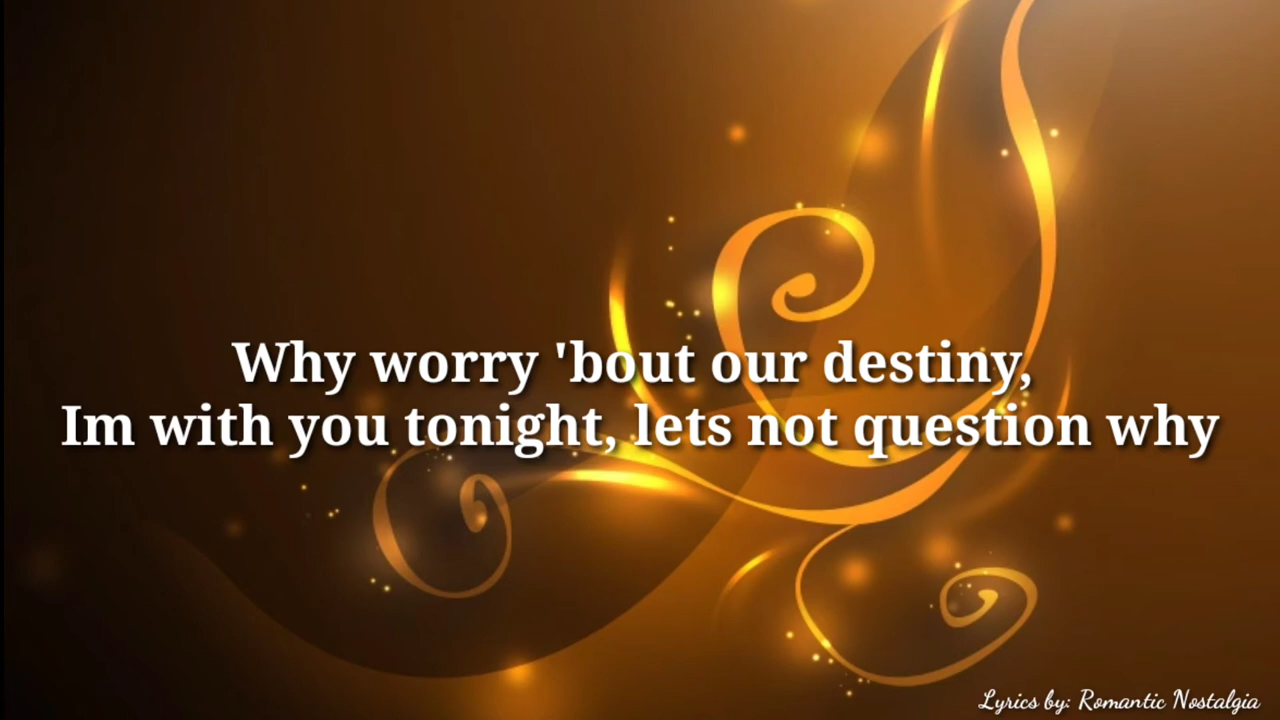 Why worry 'bout our destiny,
Im with you tonight, lets not question why
Lyrics by: Romantic Nostalgia